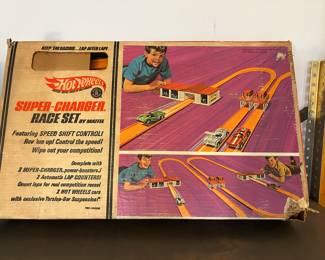 KEEP 'EM RACING... LAP AFTER LAP!
Hot Wheels
SUPER-CHARGER
RACE SET BY MATTEL
Featuring SPEED SHIFT CONTROL!
Rev 'em up! Control the speed!
Wipe out your competition!
Complete with
2 SUPER-CHARGER power-boosters!
2 Automatic LAP COUNTERS!
Count laps for real competition races!
2 HOT WHEELS cars
with exclusive Torsion-Bar Suspension!